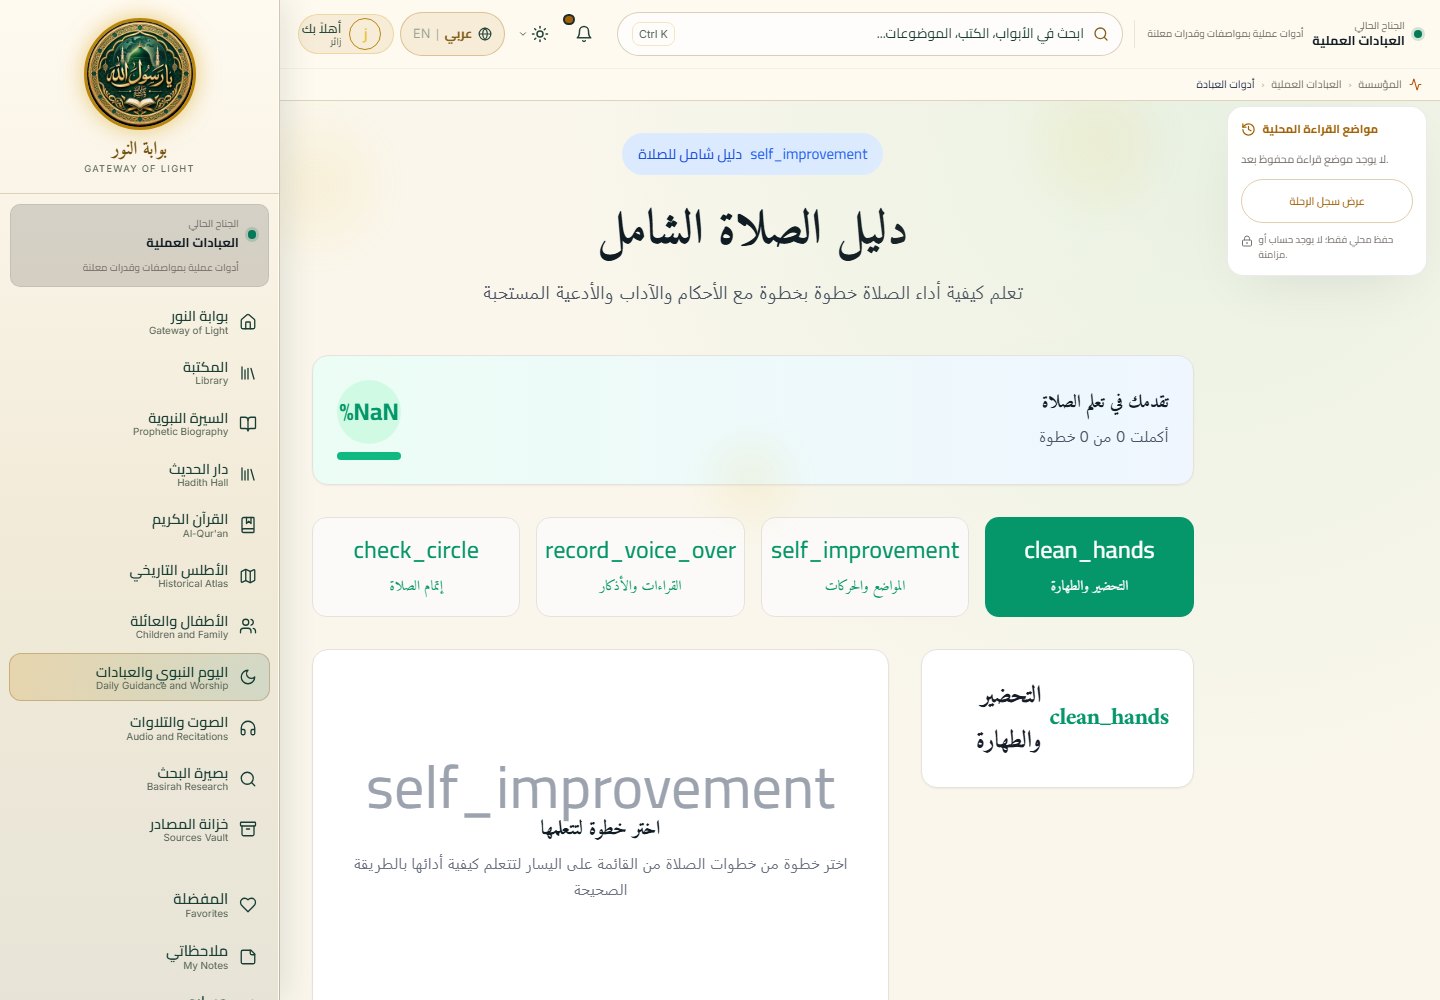 الجناح الحالي
العبادات العملية
أدوات عملية بمواصفات وقدرات معلنة
ابحث في الأبواب، الكتب، الموضوعات...
Ctrl K
عربي | EN
أهلاً بك
زائر
ز
المؤسسة › العبادات العملية › أدوات العبادة
يا رسول الله
بوابة النور
GATEWAY OF LIGHT
الجناح الحالي
العبادات العملية
أدوات عملية بمواصفات وقدرات معلنة
بوابة النور
Gateway of Light
المكتبة
Library
السيرة النبوية
Prophetic Biography
دار الحديث
Hadith Hall
القرآن الكريم
Al-Qur'an
الأطلس التاريخي
Historical Atlas
الأطفال والعائلة
Children and Family
اليوم النبوي والعبادات
Daily Guidance and Worship
الصوت والتلاوات
Audio and Recitations
بصيرة البحث
Basirah Research
خزانة المصادر
Sources Vault
المفضلة
Favorites
ملاحظاتي
My Notes
مواضع القراءة المحلية
لا يوجد موضع قراءة محفوظ بعد.
عرض سجل الرحلة
حفظ محلي فقط؛ لا يوجد حساب أو
مزامنة.
self_improvement دليل شامل للصلاة
دليل الصلاة الشامل
تعلم كيفية أداء الصلاة خطوة بخطوة مع الأحكام والآداب والأدعية المستحبة
تقدمك في تعلم الصلاة
أكملت 0 من 0 خطوة
%NaN
clean_hands
التحضير والطهارة
self_improvement
المواضع والحركات
record_voice_over
القراءات والأذكار
check_circle
إتمام الصلاة
clean_hands التحضير
والطهارة
self_improvement
اختر خطوة لتتعلمها
اختر خطوة من خطوات الصلاة من القائمة على اليسار لتتعلم كيفية أدائها بالطريقة
الصحيحة